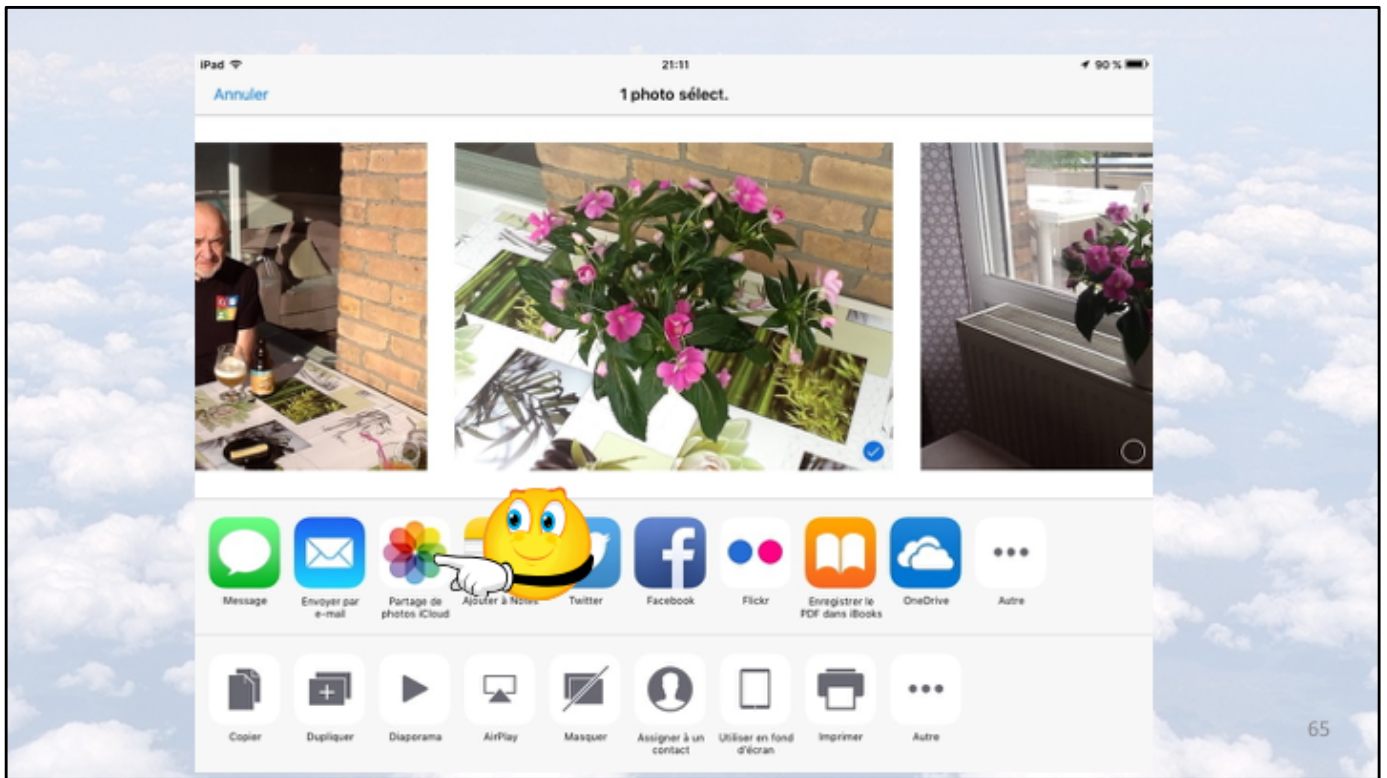 iPad 21:11 90 %
Annuler 1 photo sélect.
Message Envoyer par Partage de Ajouter à Notes Twitter Facebook Flickr Enregistrer le OneDrive Autre
e-mail photos iCloud PDF dans iBooks
Copier Dupliquer Diaporama AirPlay Masquer Assigner à un Utiliser en fond Imprimer Autre
contact d'écran
65